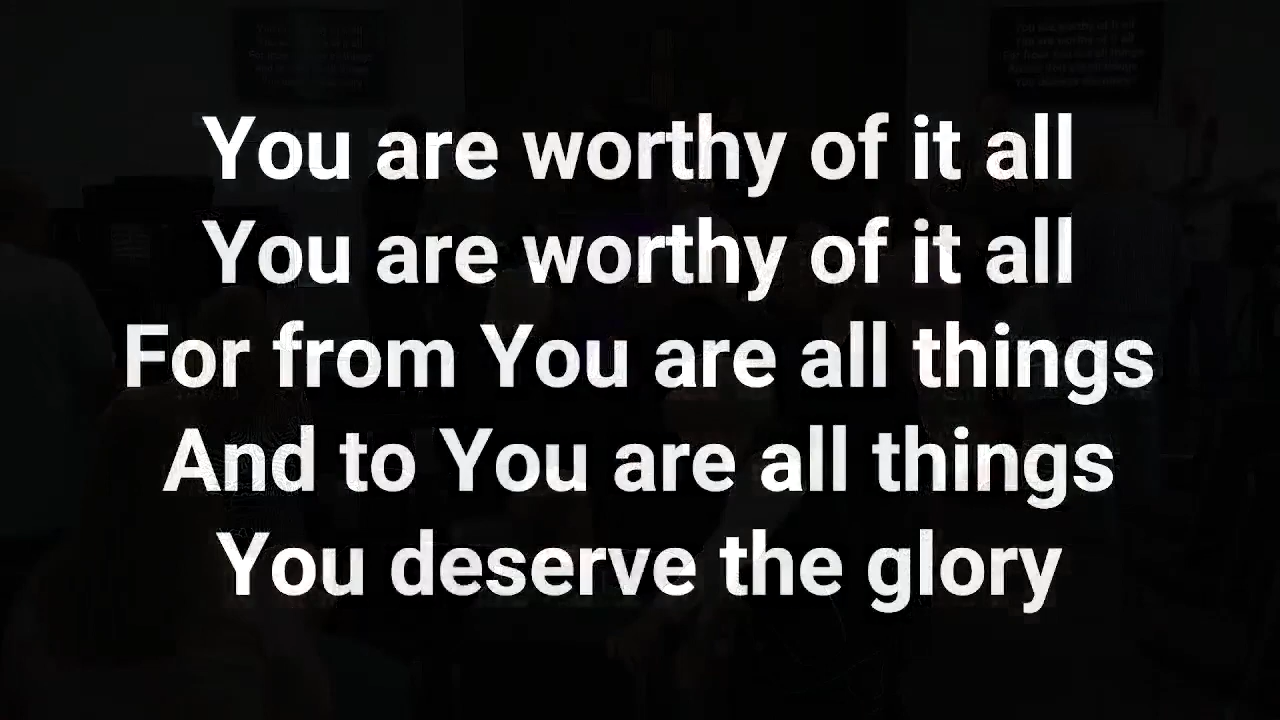 You are worthy of it all
You are worthy of it all
For from You are all things
And to You are all things
You deserve the glory